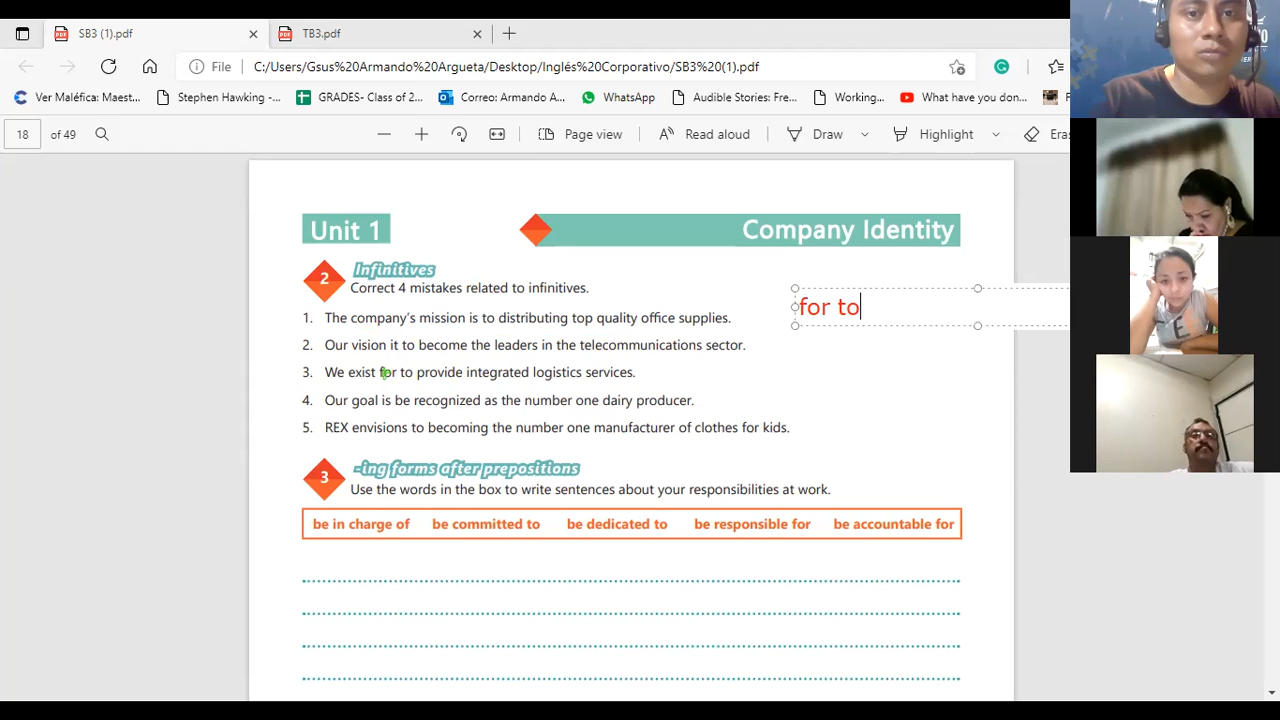 SB3 (1).pdf
TB3.pdf
File C:/Users/Gsus%20Armando%20Argueta/Desktop/Inglés%20Corporativo/SB3%20(1).pdf
Ver Maléfica: Maest... Stephen Hawking -... GRADES- Class of 2... Correo: Armando A... WhatsApp Audible Stories: Fre... Working... What have you don...
18 of 49 Page view Read aloud Draw Highlight Eras
Unit 1
Company Identity
2
Infinitives
Correct 4 mistakes related to infinitives.
for to
1. The company's mission is to distributing top quality office supplies.
2. Our vision it to become the leaders in the telecommunications sector.
3. We exist for to provide integrated logistics services.
4. Our goal is be recognized as the number one dairy producer.
5. REX envisions to becoming the number one manufacturer of clothes for kids.
3
-ing forms after prepositions
Use the words in the box to write sentences about your responsibilities at work.
be in charge of be committed to be dedicated to be responsible for be accountable for